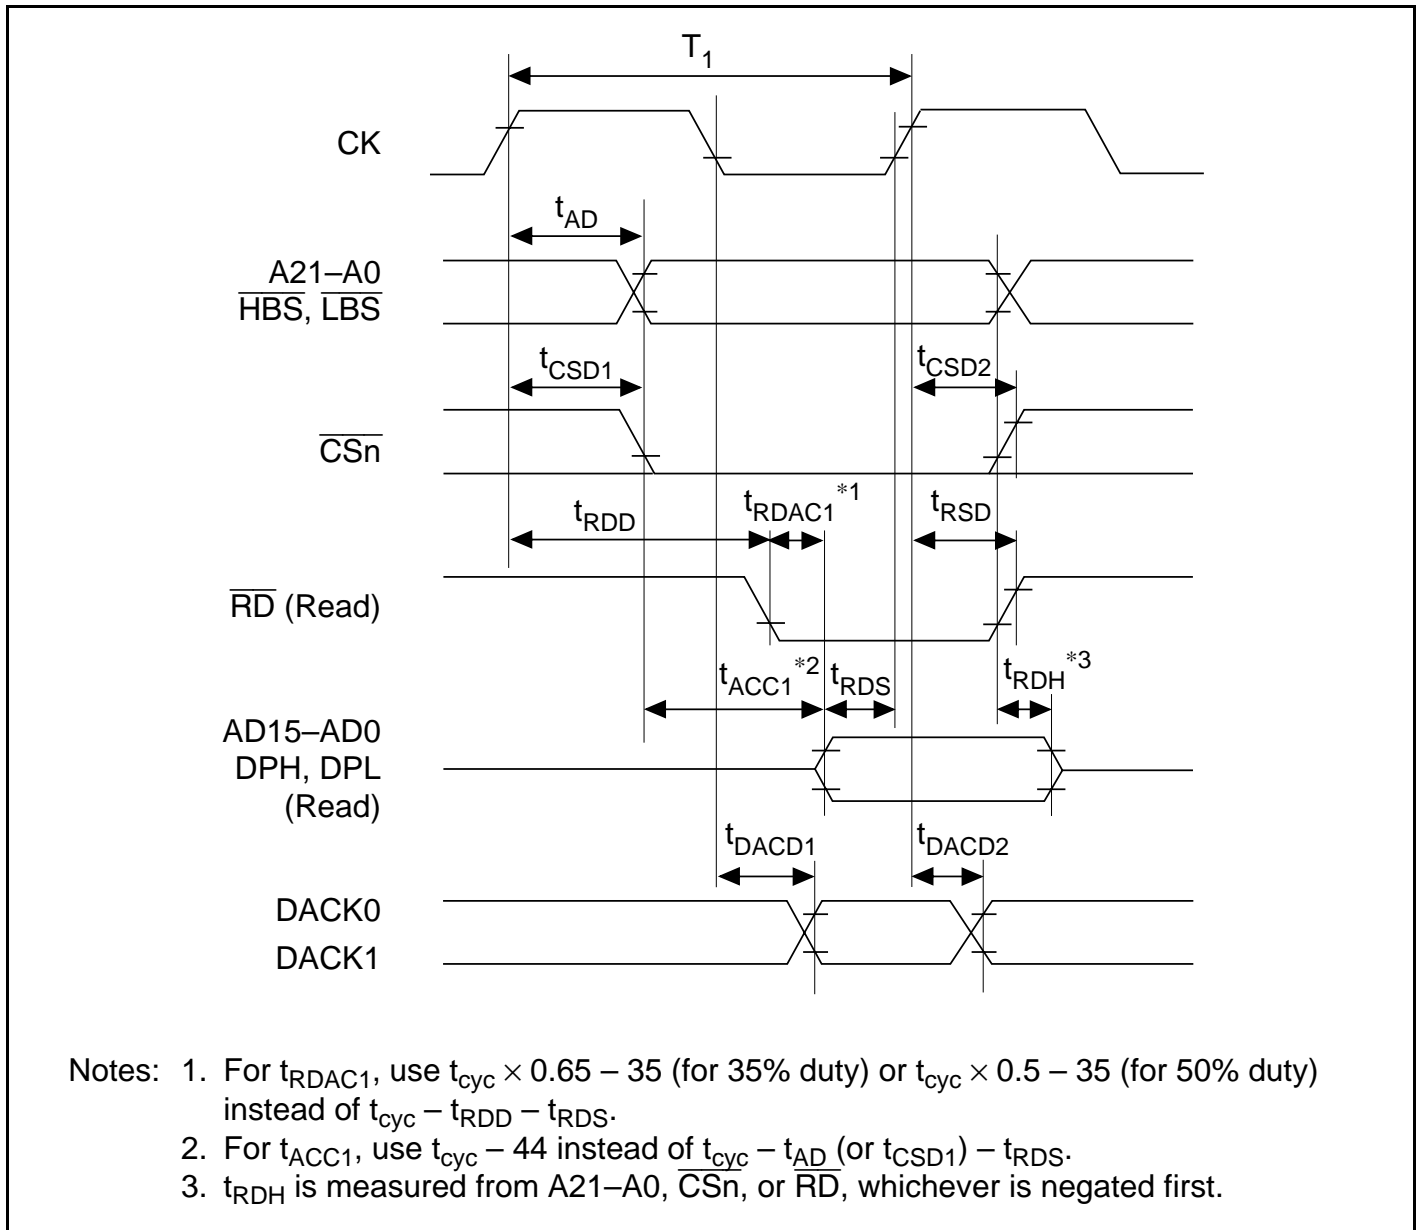 T1
CK
tAD
A21–A0
HBS, LBS
tCSD1
tCSD2
CSn
tRDD
tRDAC1*1
tRSD
RD (Read)
tACC1*2
tRDS
tRDH*3
AD15–AD0
DPH, DPL
(Read)
tDACD1
tDACD2
DACK0
DACK1
Notes: 1. For tRDAC1, use tcyc × 0.65 – 35 (for 35% duty) or tcyc × 0.5 – 35 (for 50% duty)
instead of tcyc – tRDD – tRDS.
2. For tACC1, use tcyc – 44 instead of tcyc – tAD (or tCSD1) – tRDS.
3. tRDH is measured from A21–A0, CSn, or RD, whichever is negated first.